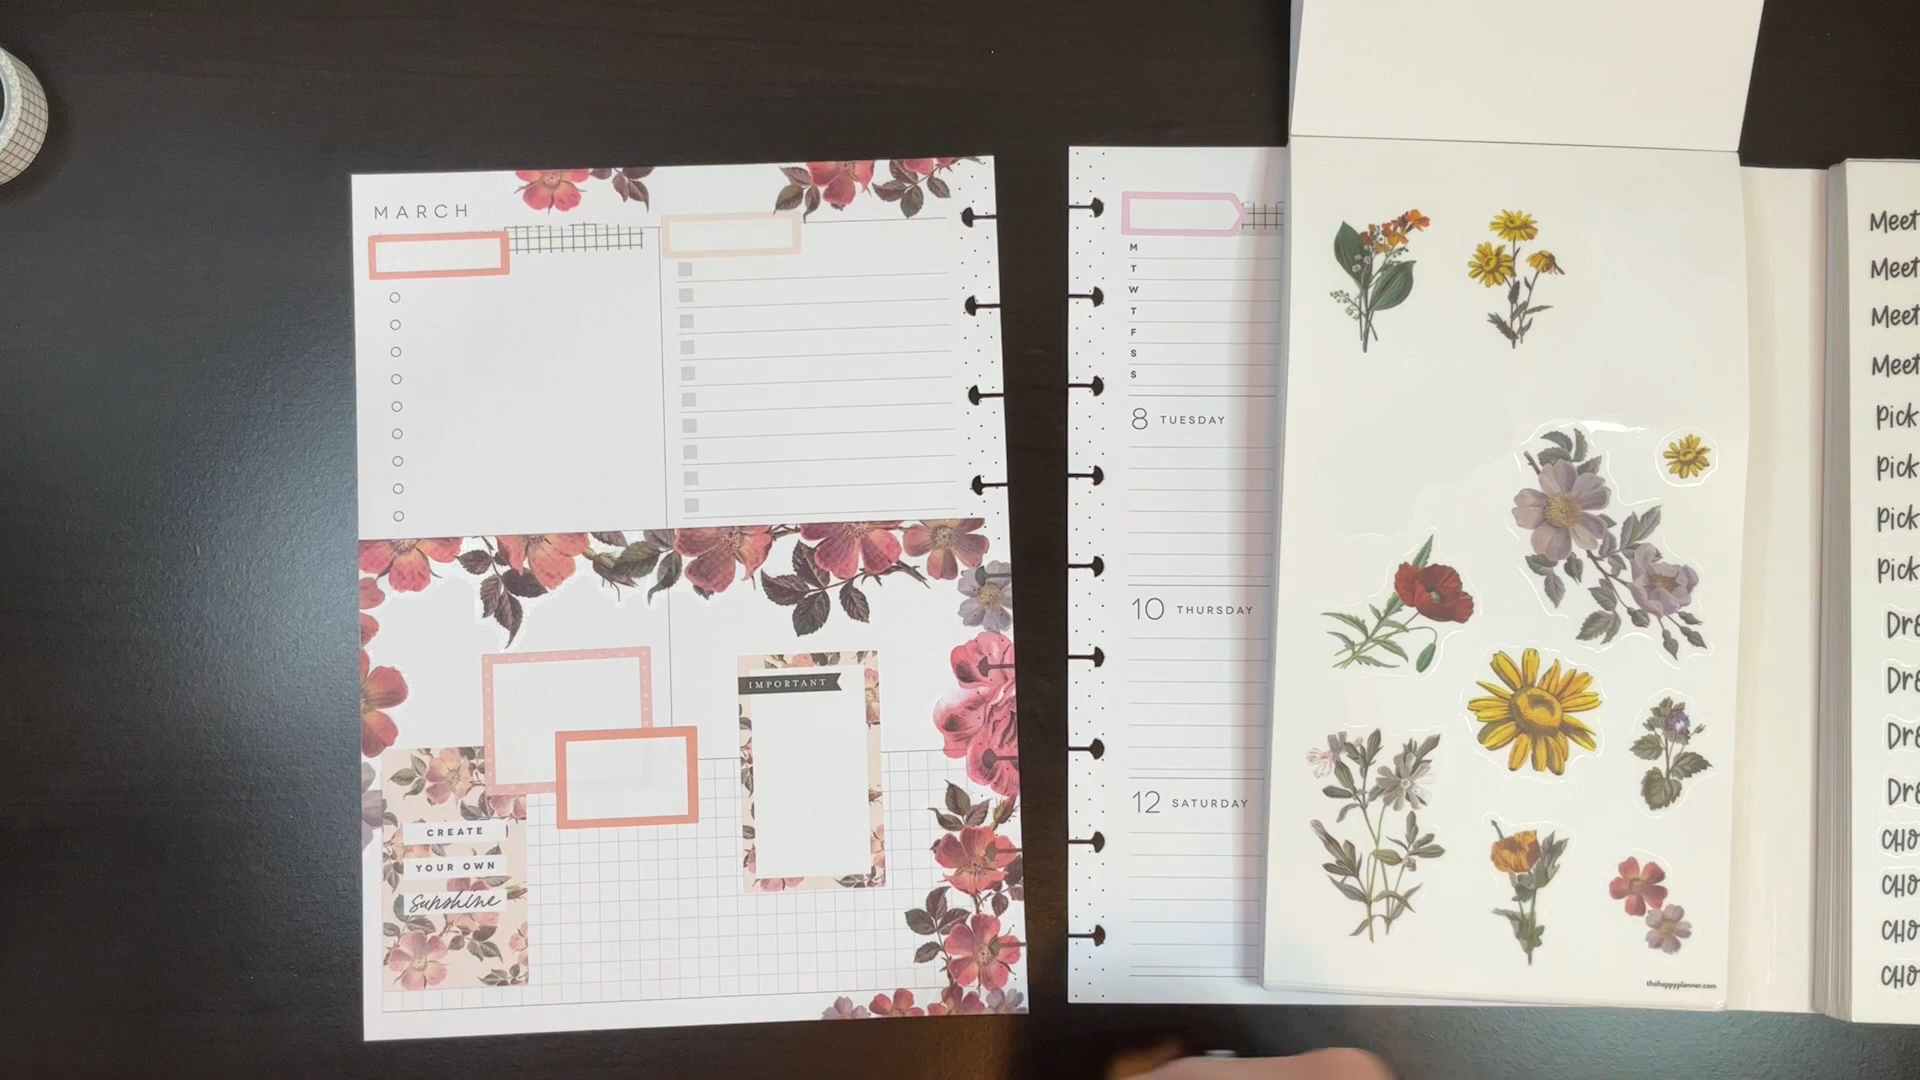 MARCH
IMPORTANT
CREATE
YOUR OWN
sunshine
M
T
W
T
F
S
S
8 TUESDAY
10 THURSDAY
12 SATURDAY
thehappyplanner.com
Meet
Meet
Meet
Meet
Pick
Pick
Pick
Pick